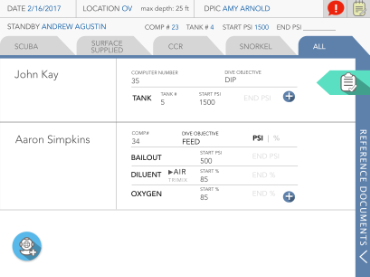 DATE 2/16/2017 LOCATION OV max depth: 25 ft DPIC AMY ARNOLD
STANDBY ANDREW AGUSTIN COMP # 23 TANK # 4 START PSI 1500 END PSI
SCUBA SURFACE SUPPLIED CCR SNORKEL ALL
John Kay
COMPUTER NUMBER DIVE OBJECTIVE
35 DIP
TANK TANK # START PSI END PSI
5 1500
Aaron Simpkins
COMP# DIVE OBJECTIVE PSI | %
34 FEED
BAILOUT START PSI END PSI
500
DILUENT ▶AIR START % END %
TRIMIX 85
OXYGEN START % END %
85
REFERENCE DOCUMENTS